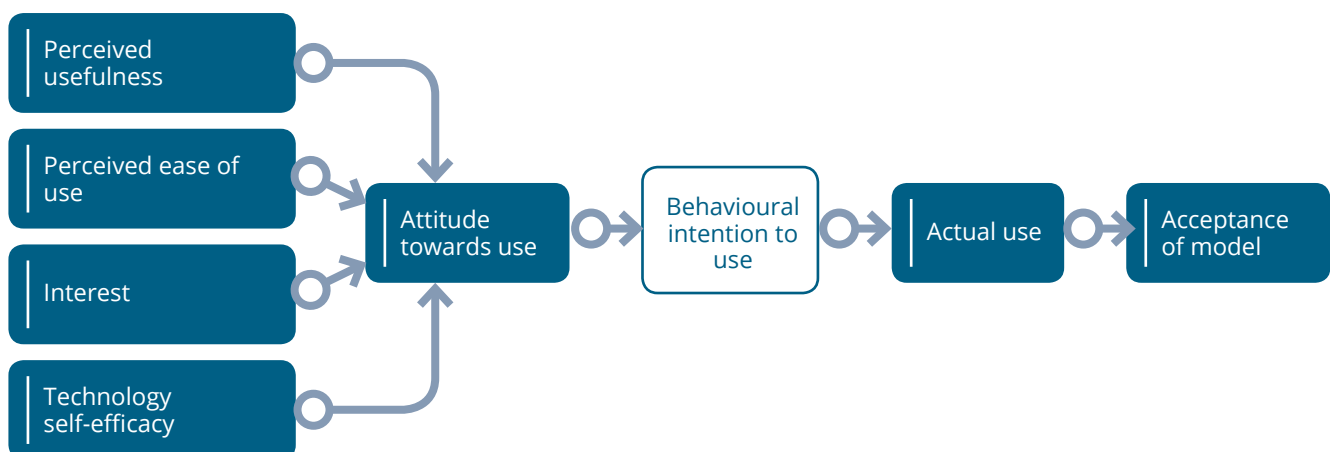 Perceived
usefulness
Perceived ease of
use
Interest
Technology
self-efficacy
Attitude
towards use
Behavioural
intention to
use
Actual use
Acceptance
of model